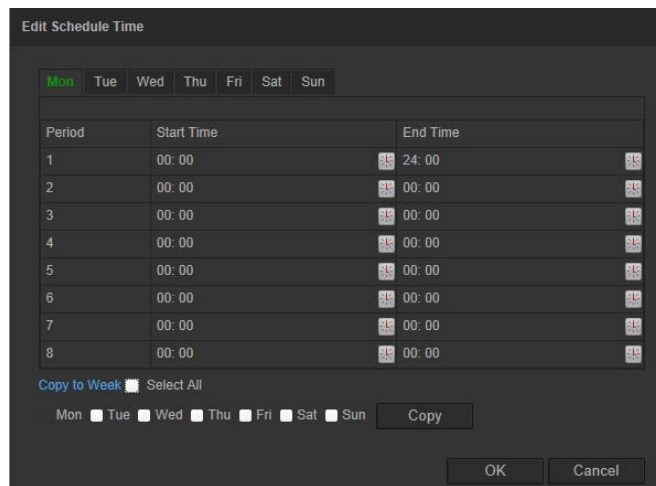 Edit Schedule Time
Mon Tue Wed Thu Fri Sat Sun
Period Start Time End Time
1 00: 00 24: 00
2 00: 00 00: 00
3 00: 00 00: 00
4 00: 00 00: 00
5 00: 00 00: 00
6 00: 00 00: 00
7 00: 00 00: 00
8 00: 00 00: 00
Copy to Week Select All
Mon Tue Wed Thu Fri Sat Sun Copy
OK Cancel